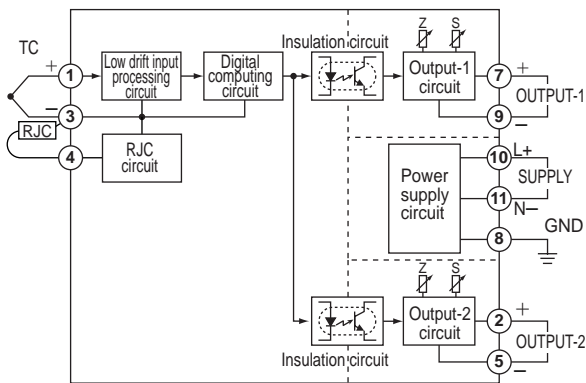 TC
+
1
Low drift input
processing
circuit
Digital
computing
circuit
Insulation circuit
Z S
Output-1
circuit
7
+
OUTPUT-1
9
−
−
3
RJC
4
RJC
circuit
Power
supply
circuit
10
L+
SUPPLY
11
N−
8
GND
Z S
Output-2
circuit
2
+
OUTPUT-2
5
−
Insulation circuit